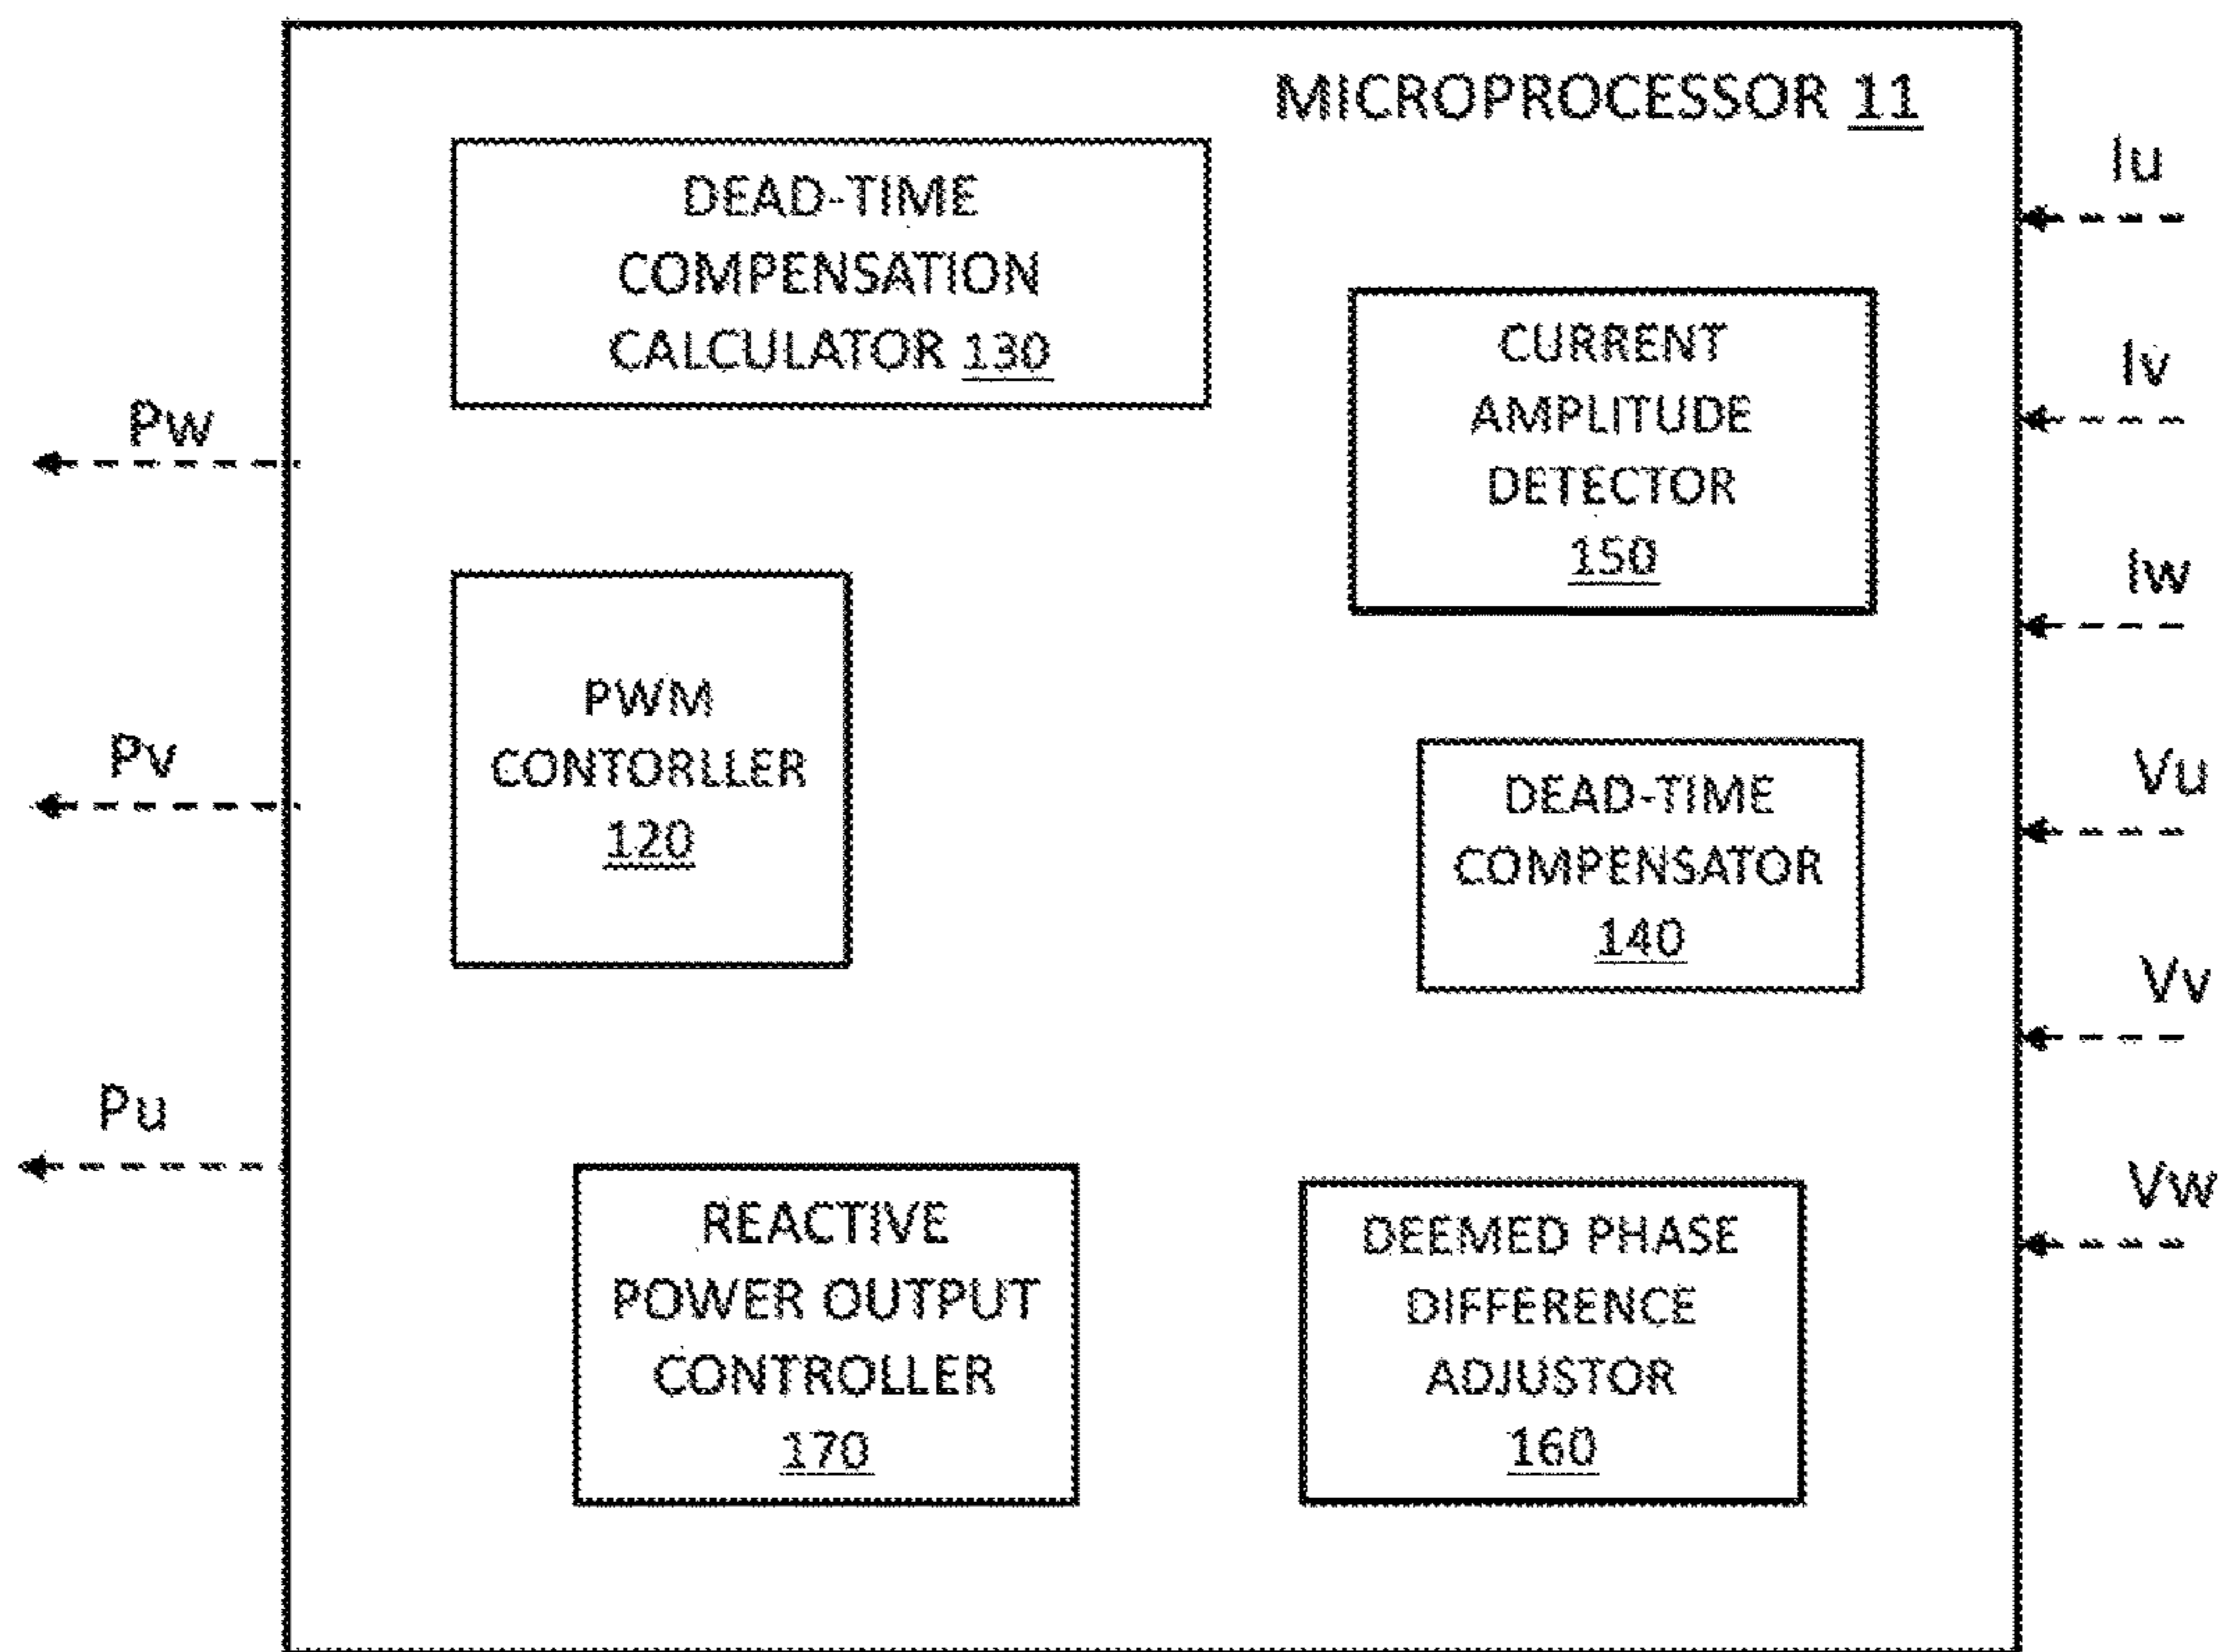 MICROPROCESSOR 11
DEAD-TIME
COMPENSATION
CALCULATOR 130
CURRENT
AMPLITUDE
DETECTOR
150
PWM
CONTORLLER
120
DEAD-TIME
COMPENSATOR
140
REACTIVE
POWER OUTPUT
CONTROLLER
170
DEEMED PHASE
DIFFERENCE
ADJUSTOR
160
Pw
Pv
Pu
Iu
Iv
Iw
Vu
Vv
Vw